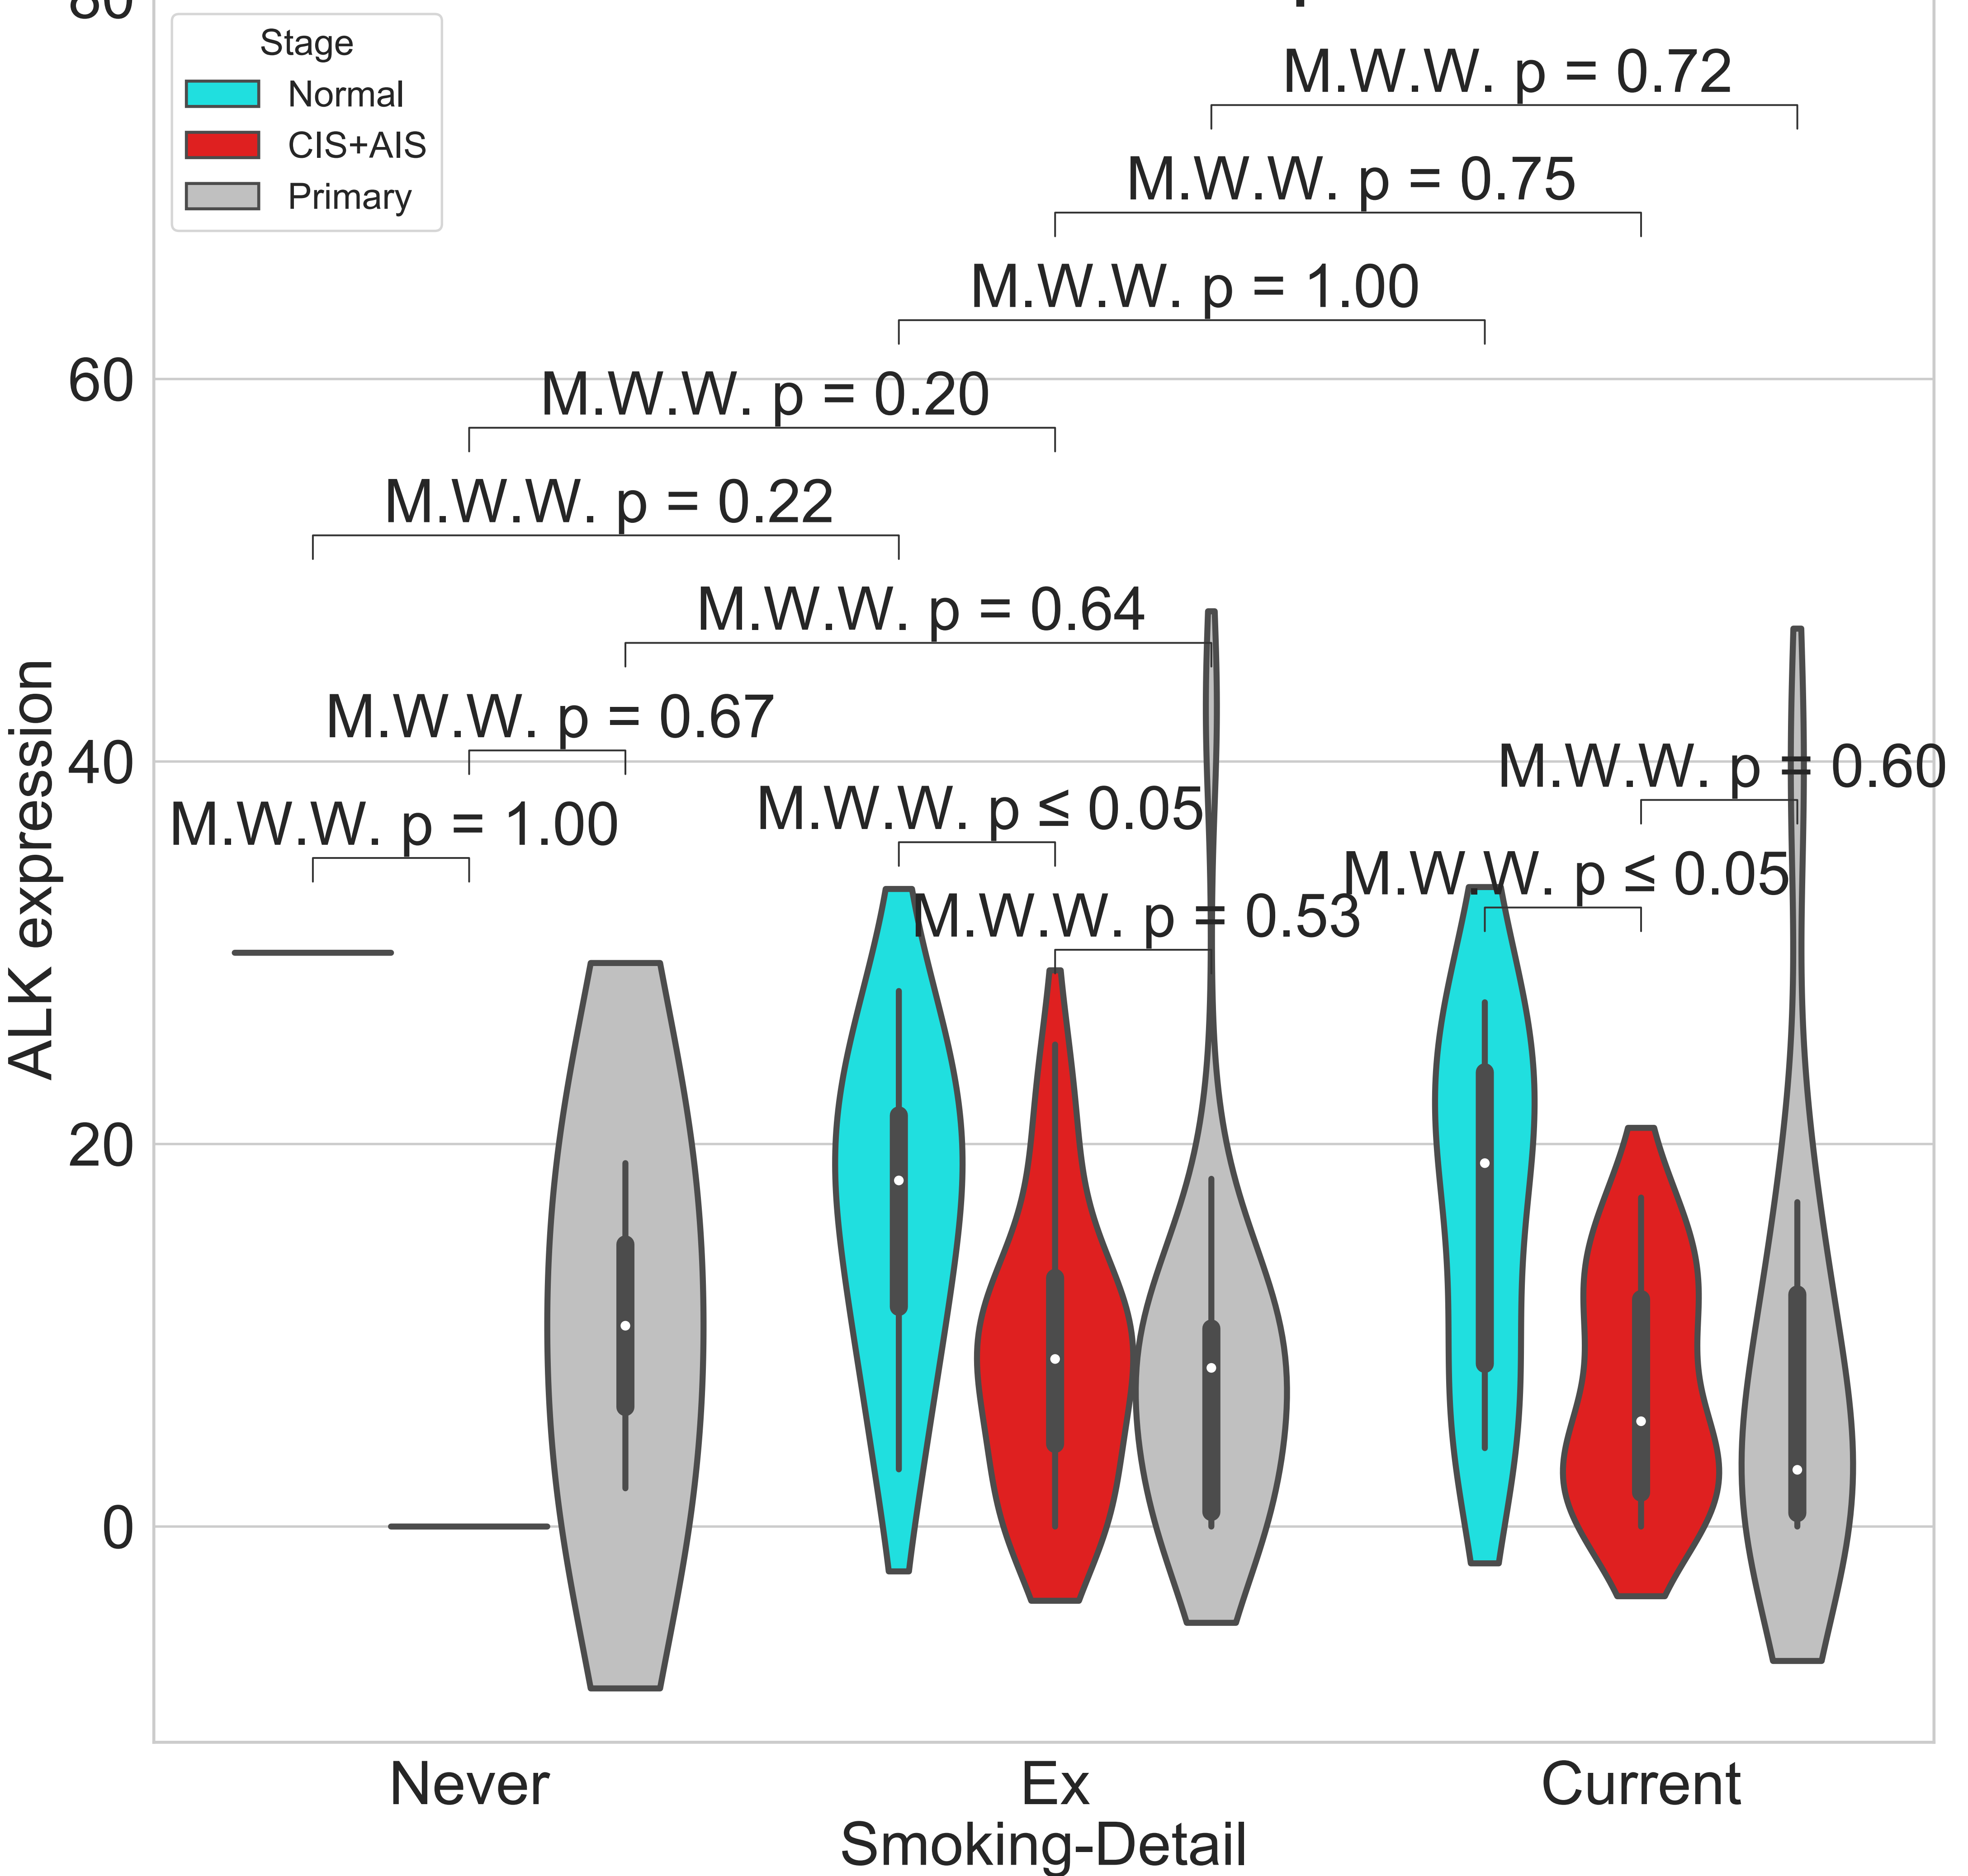 80
Stage
Normal
CIS+AIS
Primary
M.W.W. p = 0.72
M.W.W. p = 0.75
M.W.W. p = 1.00
60
M.W.W. p = 0.20
M.W.W. p = 0.22
M.W.W. p = 0.64
M.W.W. p = 0.67
40
M.W.W. p = 0.60
M.W.W. p ≤ 0.05
M.W.W. p = 1.00
M.W.W. p ≤ 0.05
M.W.W. p = 0.53
ALK expression
20
0
Never
Ex
Current
Smoking-Detail